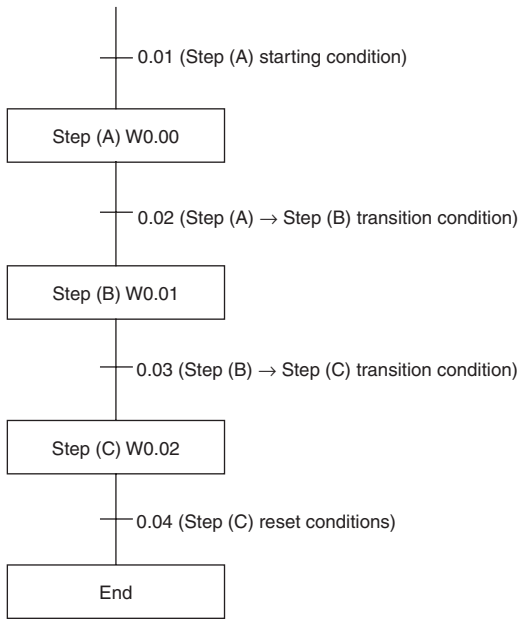 0.01 (Step (A) starting condition)
Step (A) W0.00
0.02 (Step (A) → Step (B) transition condition)
Step (B) W0.01
0.03 (Step (B) → Step (C) transition condition)
Step (C) W0.02
0.04 (Step (C) reset conditions)
End